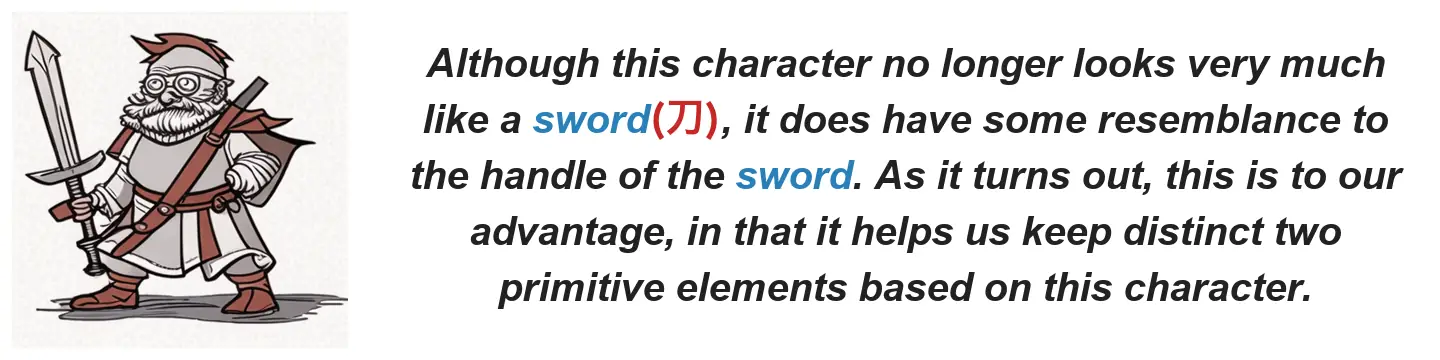 Although this character no longer looks very much
like a sword(刀), it does have some resemblance to
the handle of the sword. As it turns out, this is to our
advantage, in that it helps us keep distinct two
primitive elements based on this character.